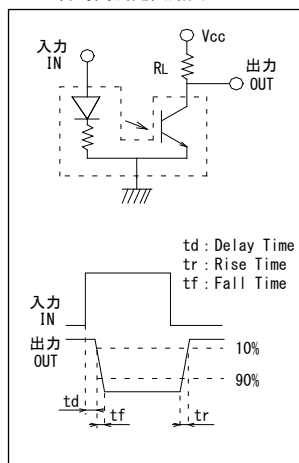 Vcc
入力
IN
RL
出力
OUT
td : Delay Time
tr : Rise Time
tf : Fall Time
入力
IN
出力
OUT
10%
90%
td
tf
tr